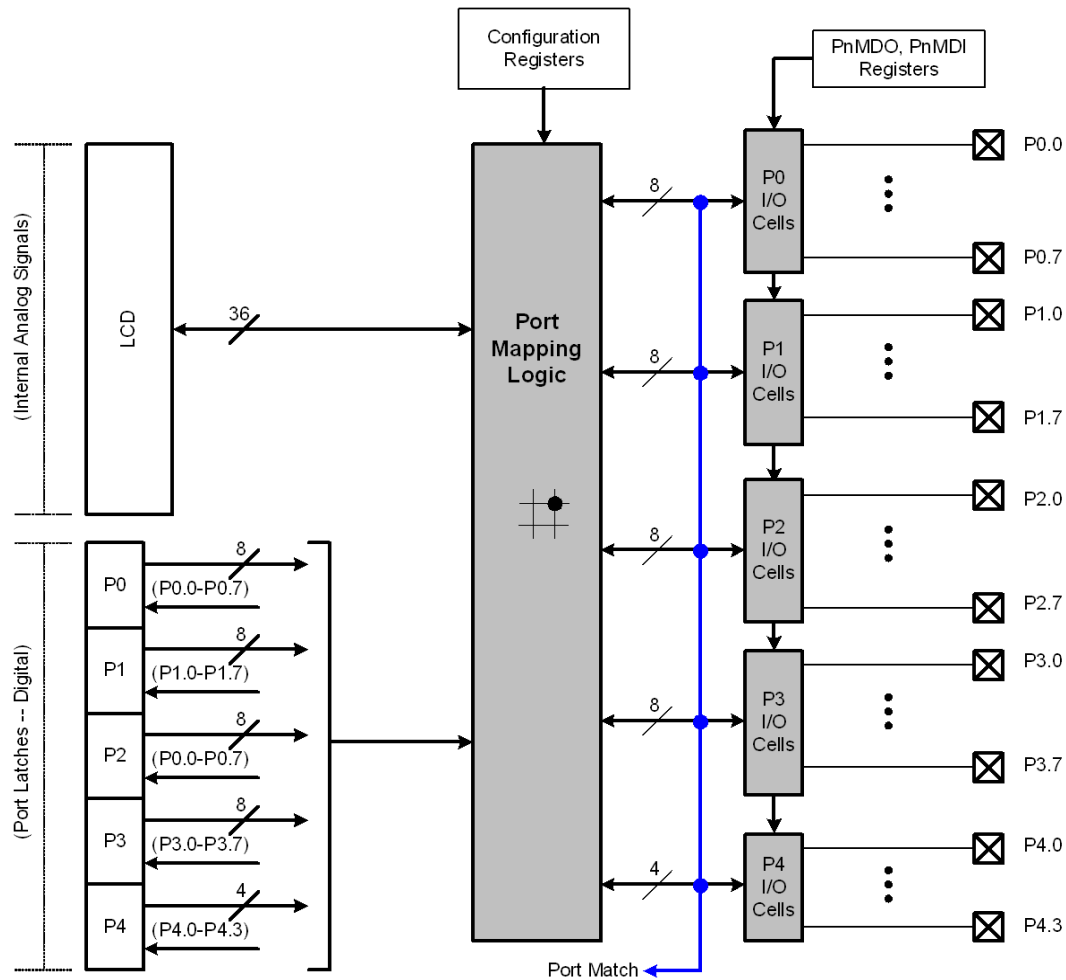 Configuration
Registers
PnMDO, PnMDI
Registers
(Internal Analog Signals)
LCD
36
Port
Mapping
Logic
8
P0
I/O
Cells
P0.0
P0.7
8
P1
I/O
Cells
P1.0
P1.7
8
P2
I/O
Cells
P2.0
P2.7
8
P3
I/O
Cells
P3.0
P3.7
4
P4
I/O
Cells
P4.0
P4.3
(Port Latches -- Digital)
P0
8
(P0.0-P0.7)
P1
8
(P1.0-P1.7)
P2
8
(P0.0-P0.7)
P3
8
(P3.0-P3.7)
P4
4
(P4.0-P4.3)
Port Match